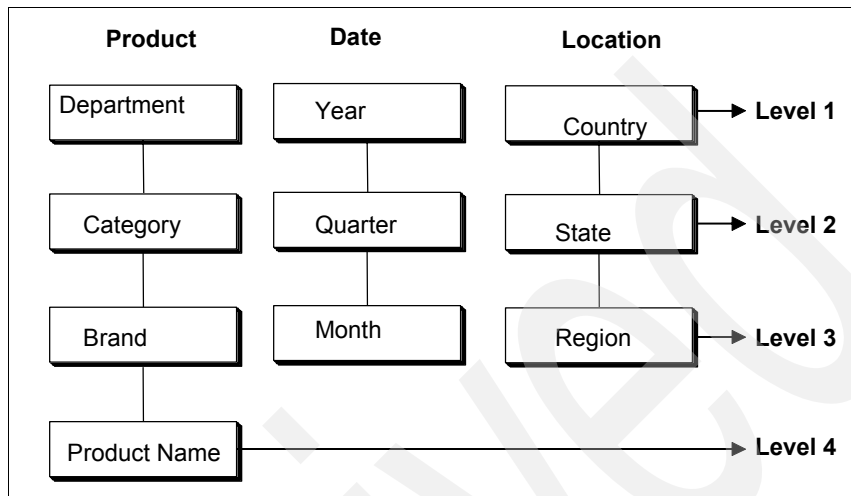 Product Date Location
Department Year Country Level 1
Category Quarter State Level 2
Brand Month Region Level 3
Product Name Level 4